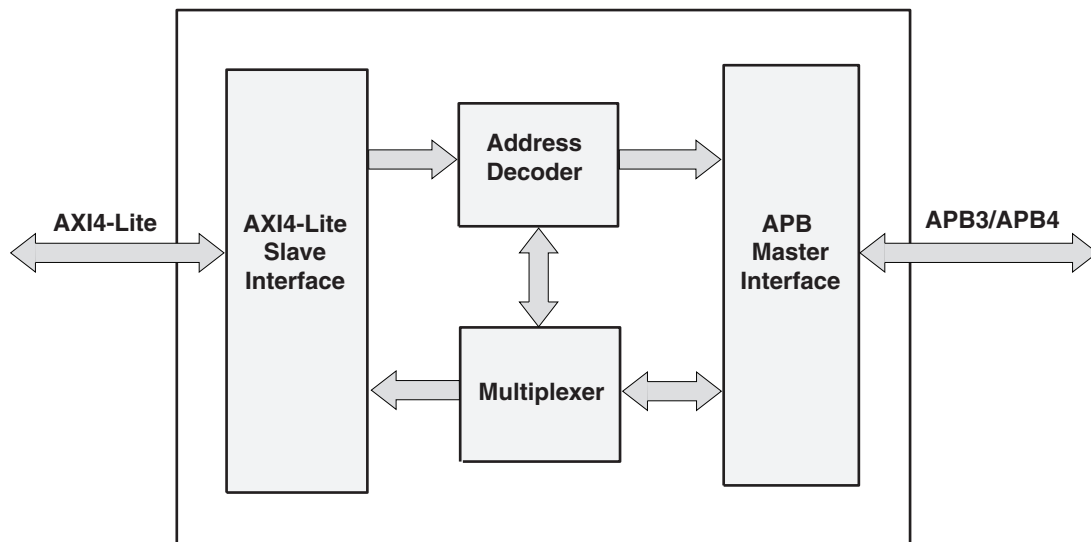 AXI4-Lite
AXI4-Lite
Slave
Interface
Address
Decoder
Multiplexer
APB
Master
Interface
APB3/APB4